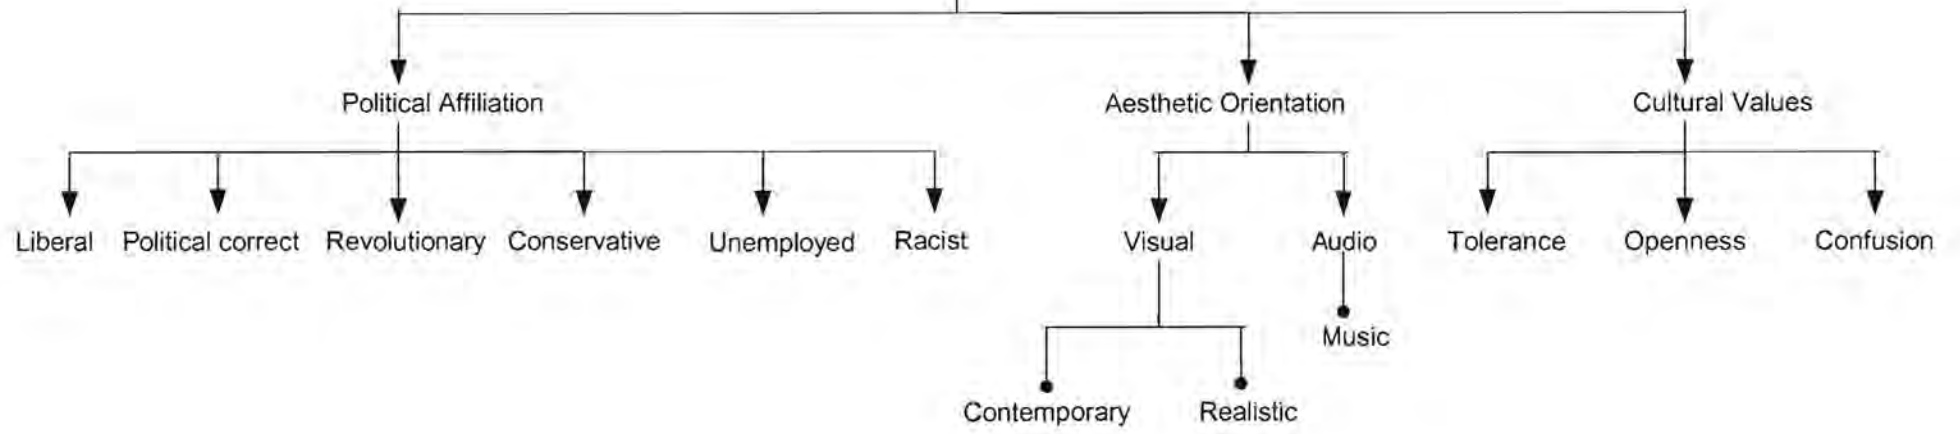 Political Affiliation
Aesthetic Orientation
Cultural Values
Liberal
Political correct
Revolutionary
Conservative
Unemployed
Racist
Visual
Audio
Tolerance
Openness
Confusion
Music
Contemporary
Realistic